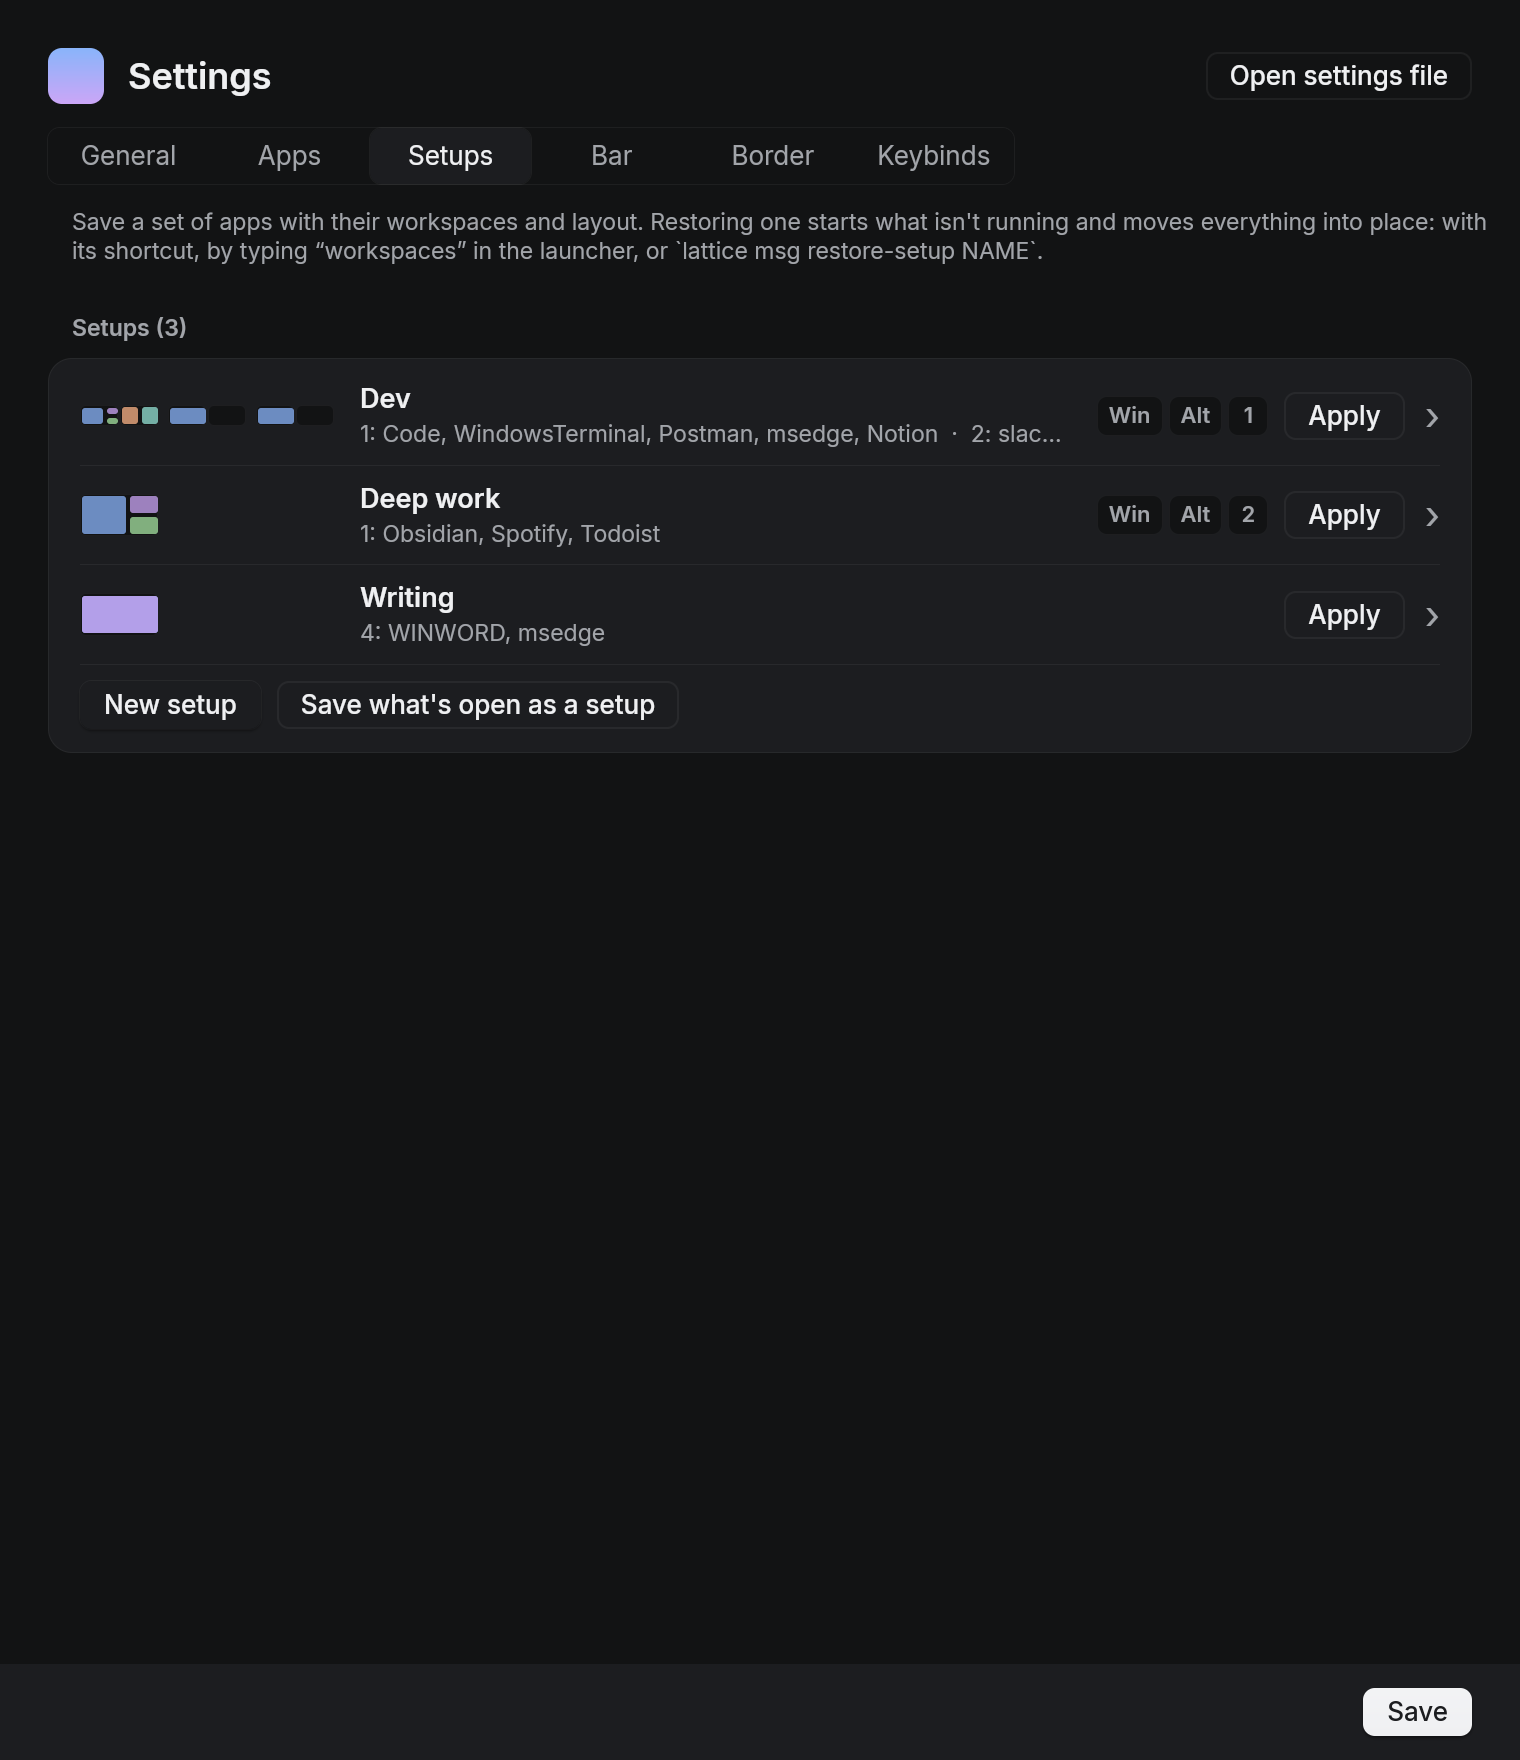 Settings
Open settings file
General Apps Setups Bar Border Keybinds
Save a set of apps with their workspaces and layout. Restoring one starts what isn't running and moves everything into place: with
its shortcut, by typing “workspaces” in the launcher, or `lattice msg restore-setup NAME`.
Setups (3)
Dev
1: Code, WindowsTerminal, Postman, msedge, Notion · 2: slac...
Win Alt 1 Apply
Deep work
1: Obsidian, Spotify, Todoist
Win Alt 2 Apply
Writing
4: WINWORD, msedge
Apply
New setup Save what's open as a setup
Save